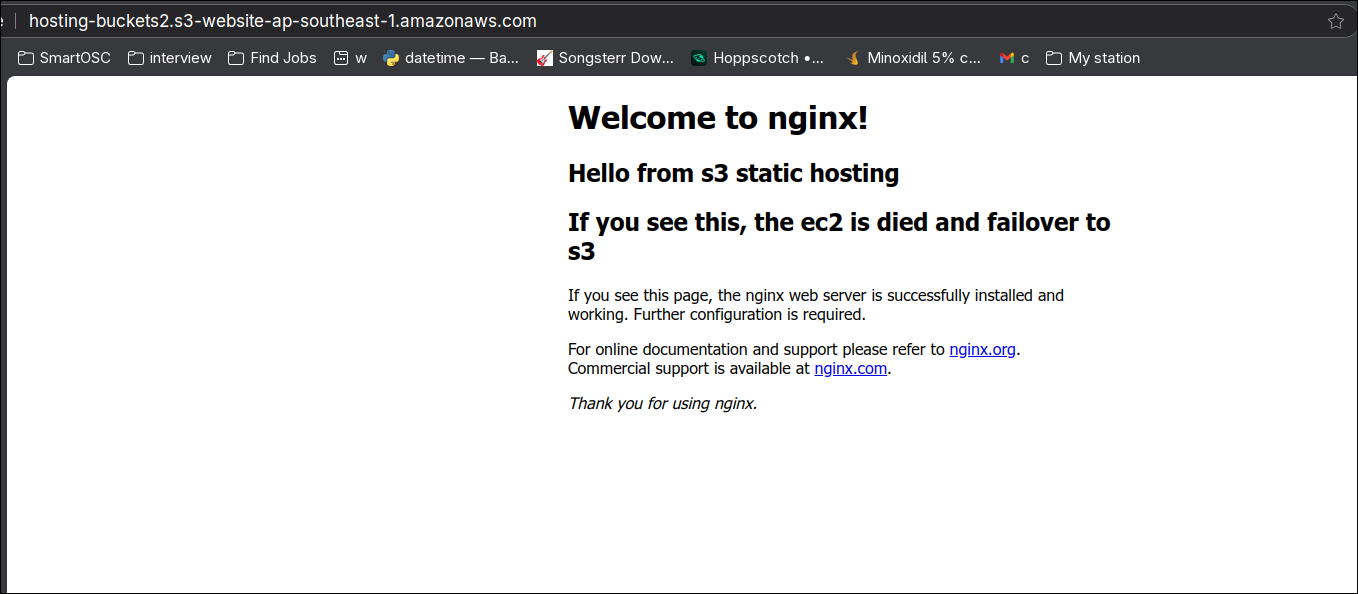 hosting-buckets2.s3-website-ap-southeast-1.amazonaws.com
SmartOSC interview Find Jobs w datetime — Ba... Songsterr Dow... Hoppscotch •... Minoxidil 5% c... c My station
Welcome to nginx!
Hello from s3 static hosting
If you see this, the ec2 is died and failover to
s3
If you see this page, the nginx web server is successfully installed and
working. Further configuration is required.
For online documentation and support please refer to nginx.org.
Commercial support is available at nginx.com.
Thank you for using nginx.